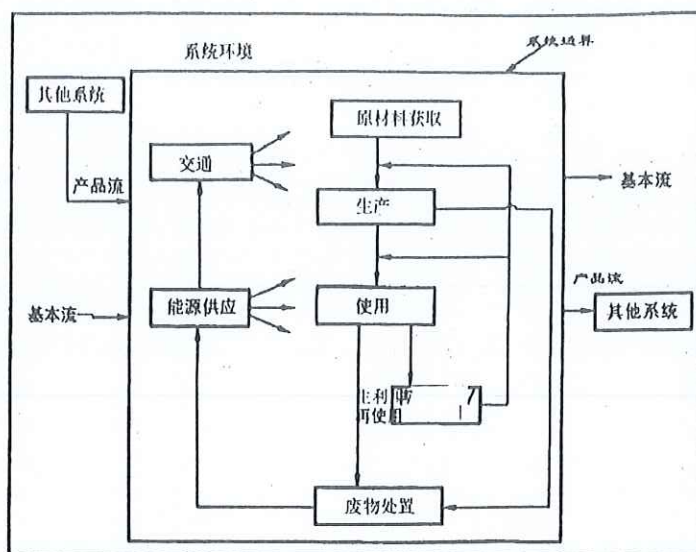 系统环境
系统边界
其他系统
原材料获取
交通
产品流
基本流
生产
产品流
能源供应
使用
基本流
其他系统
再使用
废物处置